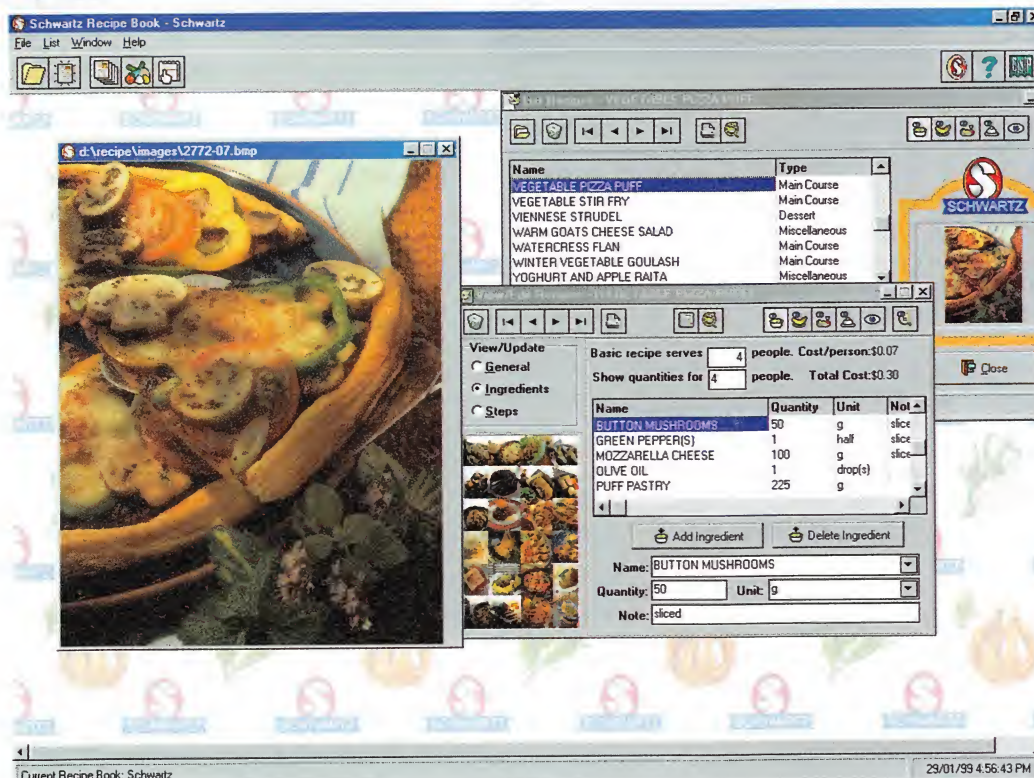 Schwartz Recipe Book - Schwartz
File List Window Help
d:\recipe\images\2772-07.bmp
Name Type
VEGETABLE PIZZA PUFF Main Course
VEGETABLE STIR FRY Main Course
VIENNESE STRUDEL Dessert
WARM GOATS CHEESE SALAD Miscellaneous
WATERCRESS FLAN Main Course
WINTER VEGETABLE GOULASH Main Course
YOGHURT AND APPLE RAITA Miscellaneous
SCHWARTZ
Close
View/Update
General
Ingredients
Steps
Basic recipe serves 4 people. Cost/person:$0.07
Show quantities for 4 people. Total Cost:$0.30
Name Quantity Unit Not
BUTTON MUSHROOMS 50 g slice
GREEN PEPPER(S) 1 half slice
MOZZARELLA CHEESE 100 g slice
OLIVE OIL 1 drop(s)
PUFF PASTRY 225 g
Add Ingredient Delete Ingredient
Name: BUTTON MUSHROOMS
Quantity: 50 Unit: g
Note: sliced
Current Recipe Book: Schwartz
29/01/99 4:56:43 PM